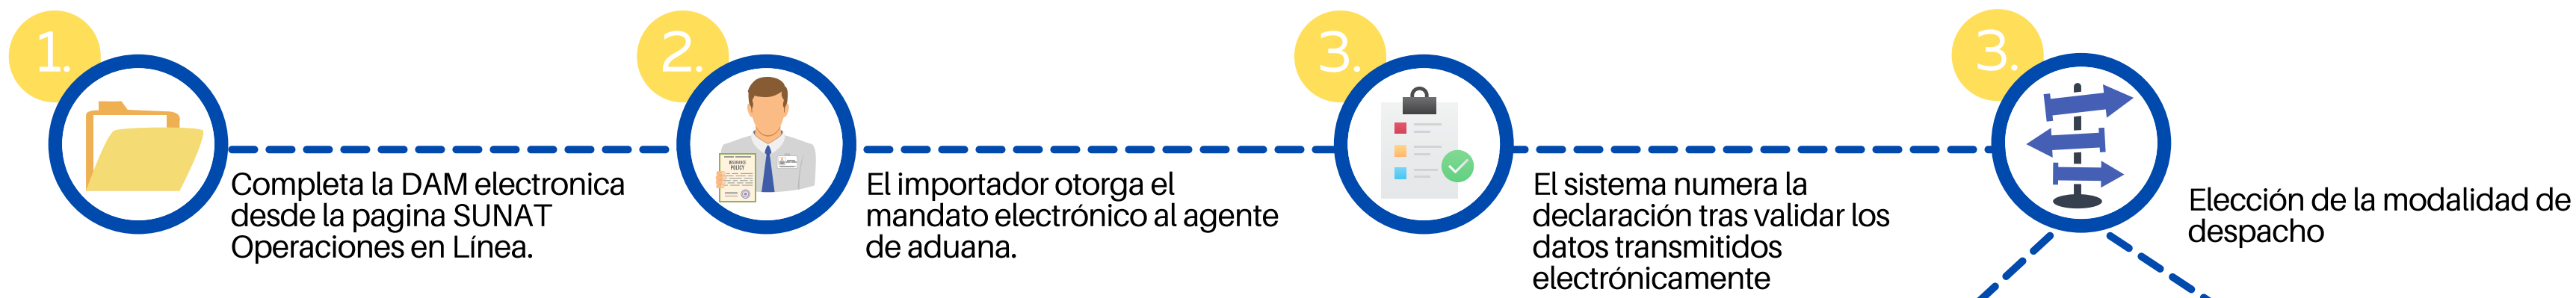 1.
Completa la DAM electronica
desde la pagina SUNAT
Operaciones en Línea.
2.
El importador otorga el
mandato electrónico al agente
de aduana.
3.
El sistema numera la
declaración tras validar los
datos transmitidos
electrónicamente
3.
Elección de la modalidad de
despacho